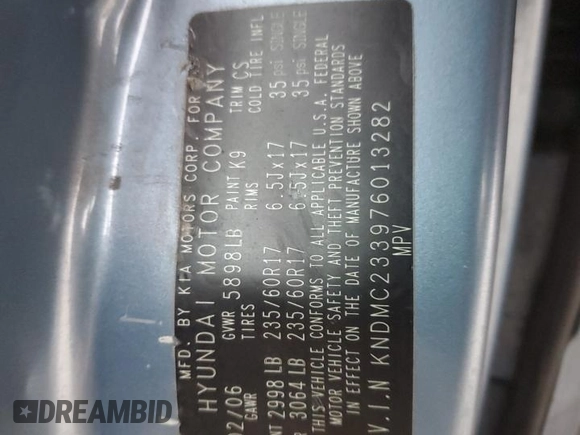 MFD. BY KIA MOTORS CORP. FOR
HYUNDAI MOTOR COMPANY
02/06 GVWR 5898LB PAINT K9 TRIM CS
GAWR TIRES RIMS COLD TIRE INFL
NT 2998 LB 235/60R17 6.5Jx17 35 psi SINGLE
R 3064 LB 235/60R17 6.5Jx17 35 psi SINGLE
THIS VEHICLE CONFORMS TO ALL APPLICABLE U.S.A. FEDERAL
MOTOR VEHICLE SAFETY AND THEFT PREVENTION STANDARDS
IN EFFECT ON THE DATE OF MANUFACTURE SHOWN ABOVE
V.I.N KNDMC233976013282
MPV
DREAMBID